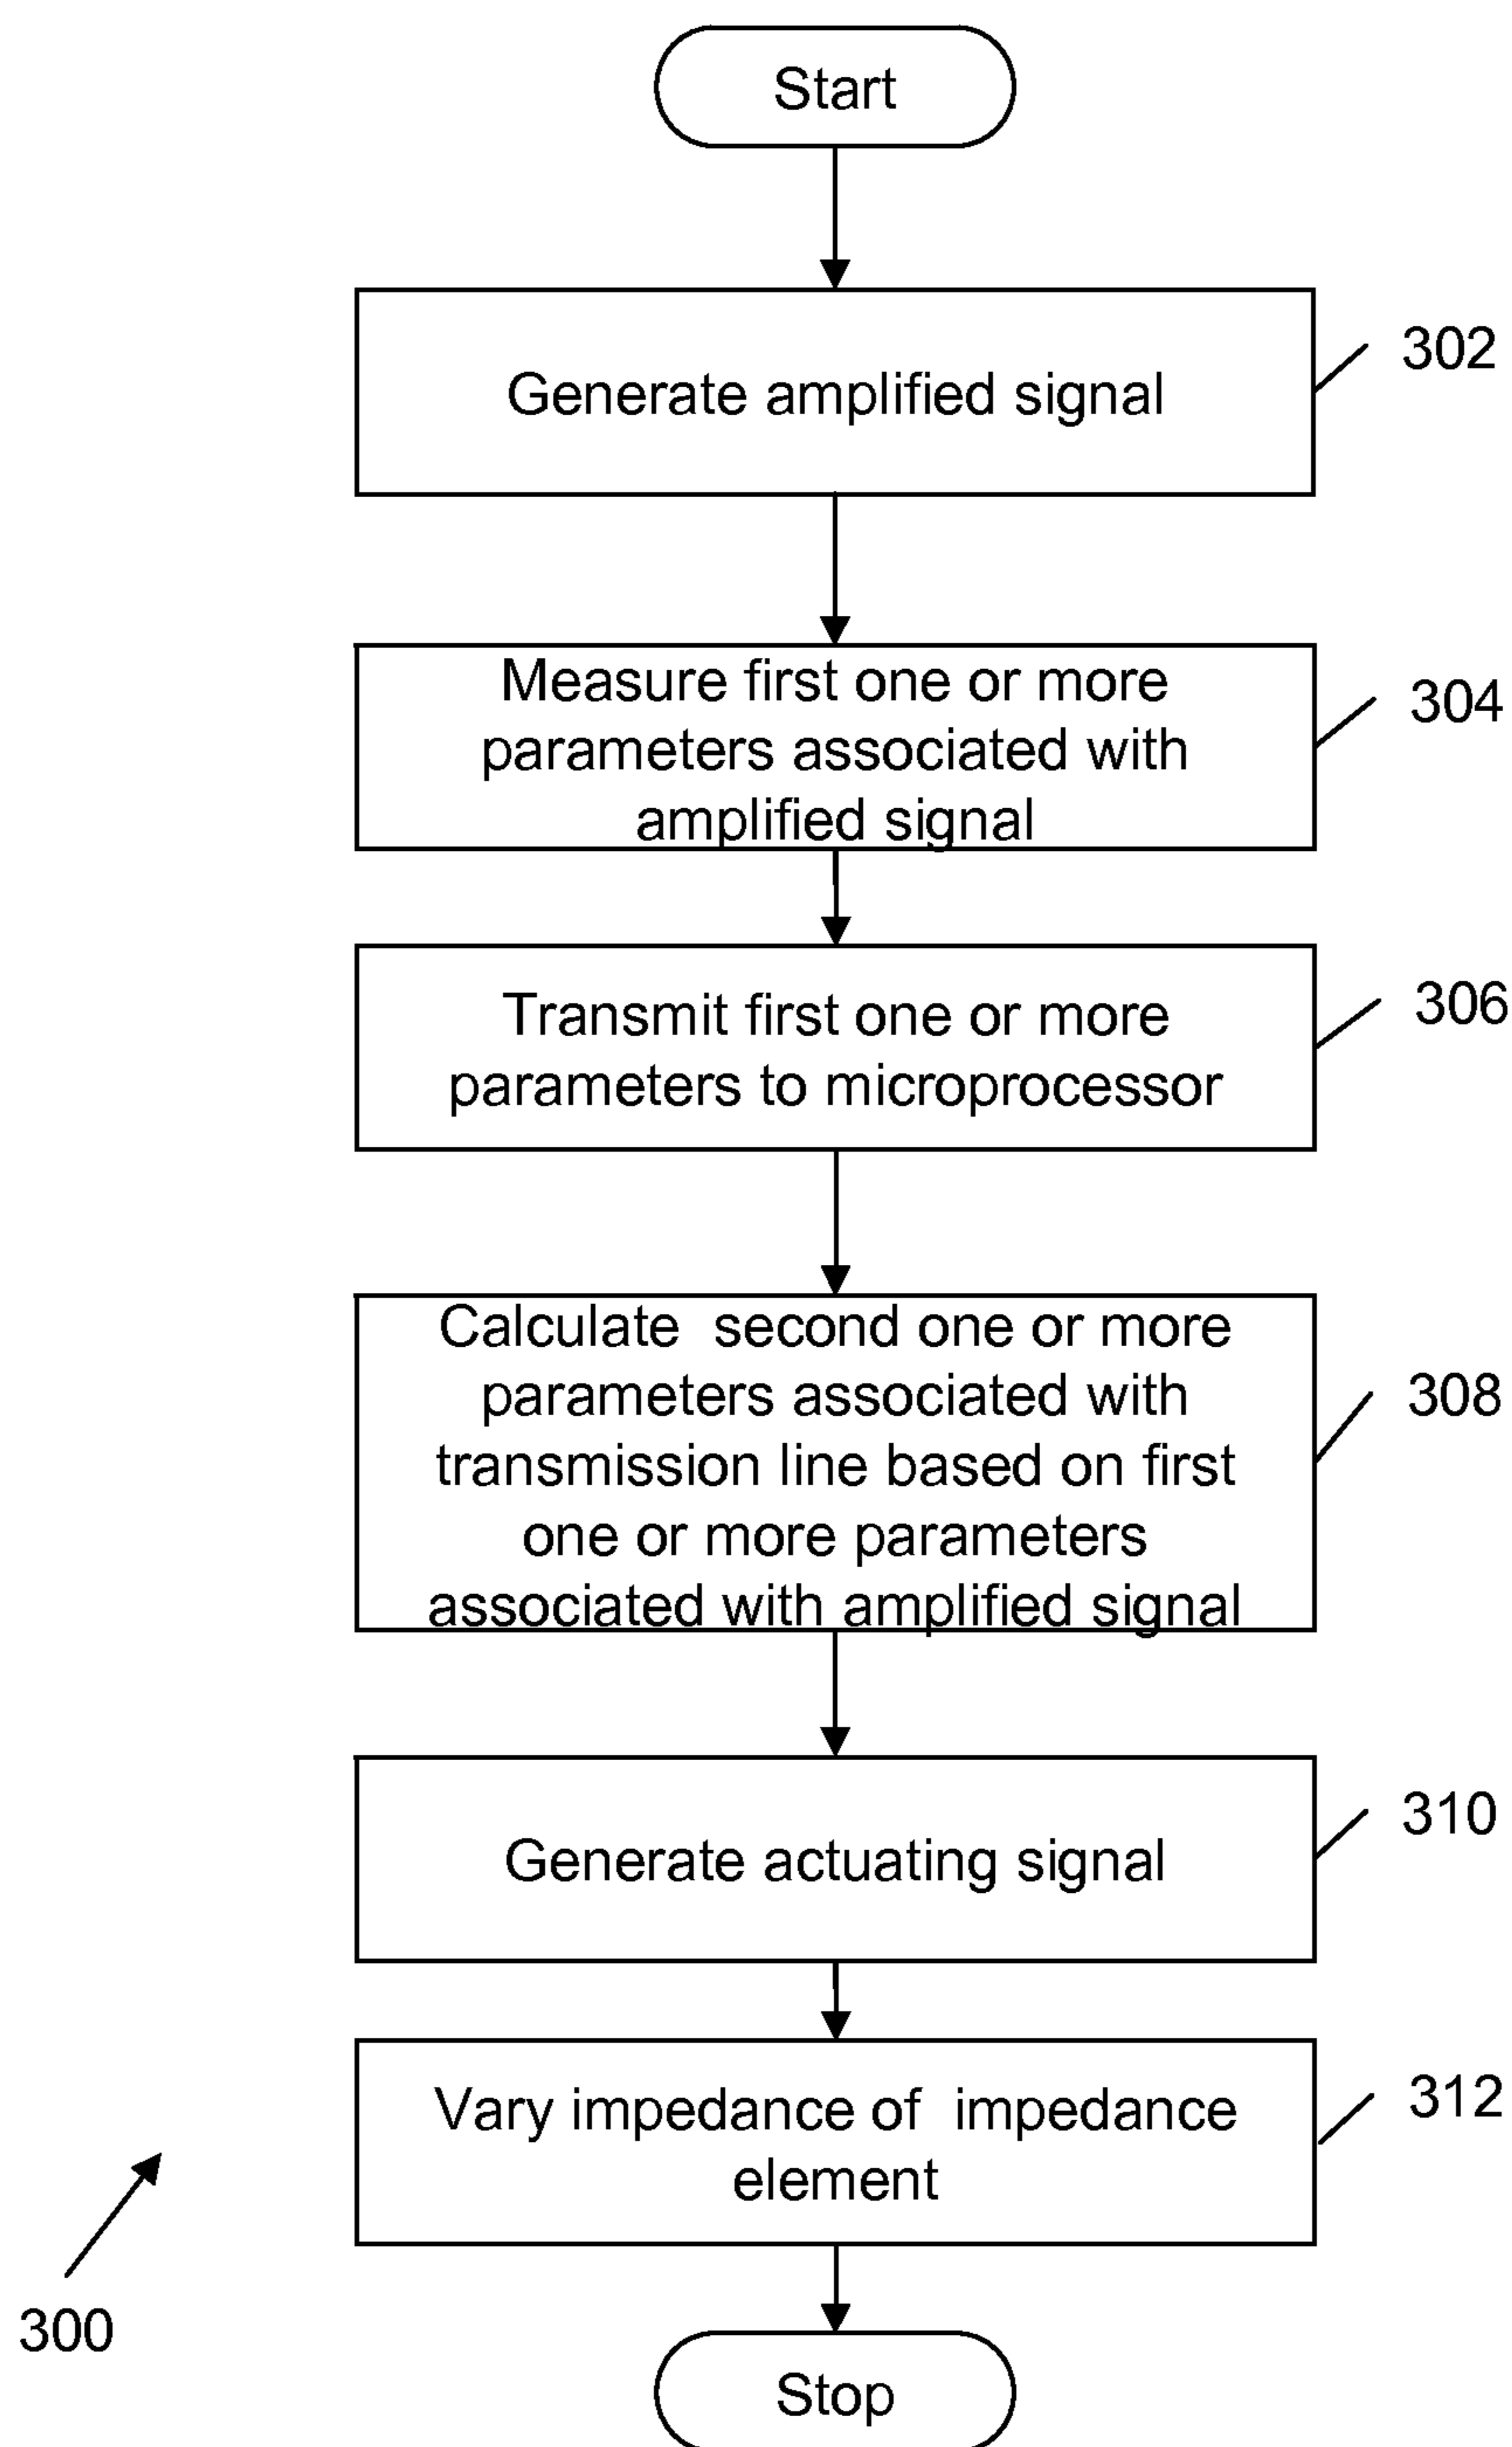 Start
Generate amplified signal
302
Measure first one or more
parameters associated with
amplified signal
304
Transmit first one or more
parameters to microprocessor
306
Calculate second one or more
parameters associated with
transmission line based on first
one or more parameters
associated with amplified signal
308
Generate actuating signal
310
Vary impedance of impedance
element
312
300
Stop